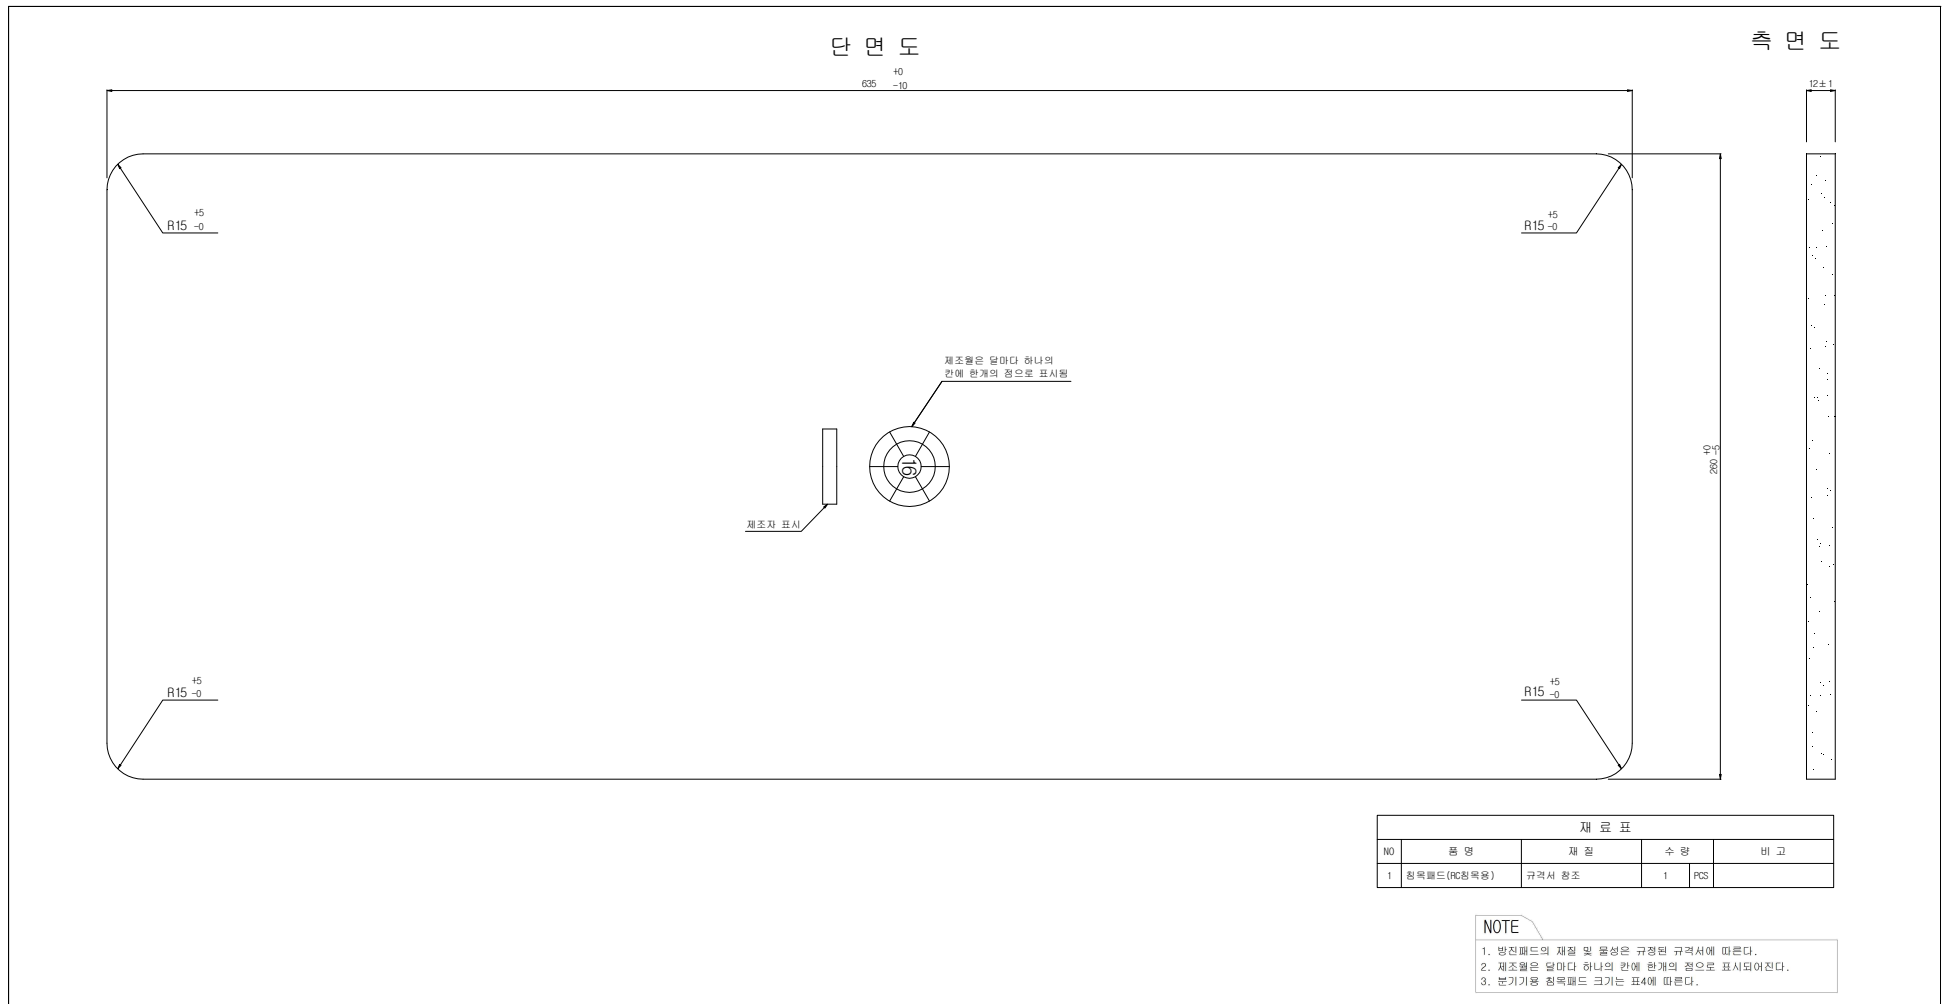 단 면 도
측 면 도
635 +0 -10
12±1
R15 +5 -0
R15 +5 -0
제조월은 달마다 하나의
칸에 한개의 점으로 표시됨
16
제조자 표시
260 +0 -5
R15 +5 -0
R15 +5 -0
재 료 표
NO 품 명 재 질 수 량 비 고
1 침목패드(RC침목용) 규격서 참조 1 PCS
NOTE
1. 방진패드의 재질 및 물성은 규정된 규격서에 따른다.
2. 제조월은 달마다 하나의 칸에 한개의 점으로 표시되어진다.
3. 분기기용 침목패드 크기는 표4에 따른다.